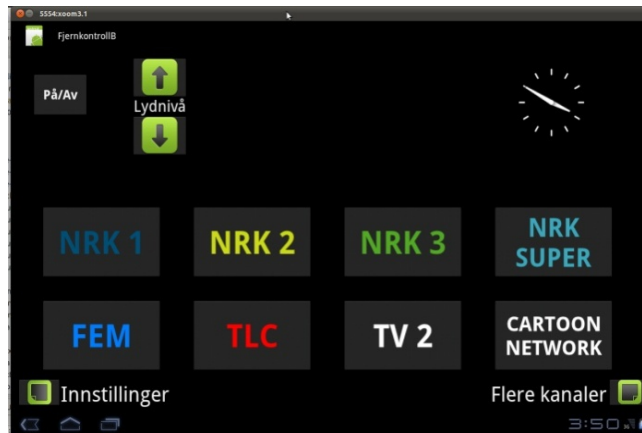 5554:xoom3.1
FjernkontrollB
På/Av
Lydnivå
NRK 1
NRK 2
NRK 3
NRK
SUPER
FEM
TLC
TV 2
CARTOON
NETWORK
Innstillinger
Flere kanaler
3:50